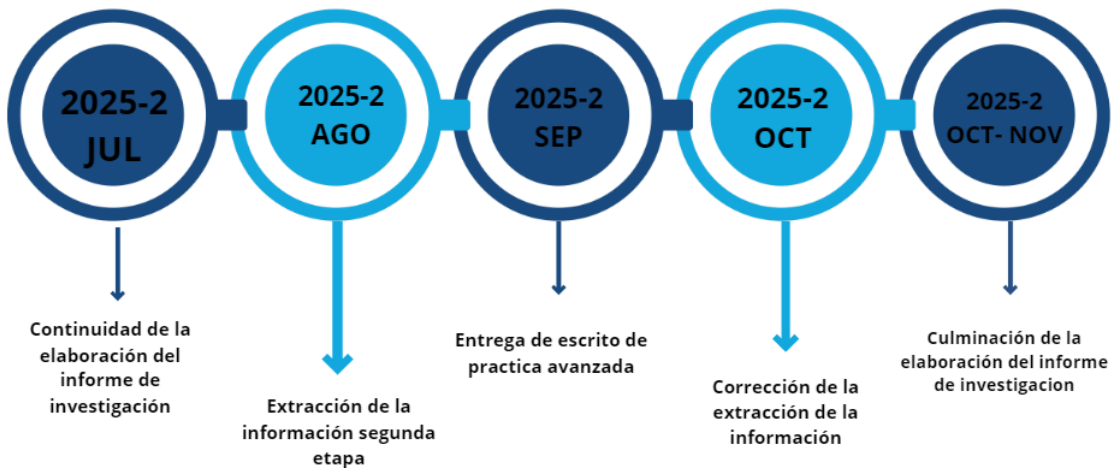 2025-2
JUL
2025-2
AGO
2025-2
SEP
2025-2
OCT
2025-2
OCT- NOV
Continuidad de la
elaboración del
informe de
investigación
Extracción de la
información segunda
etapa
Entrega de escrito de
practica avanzada
Corrección de la
extracción de la
información
Culminación de la
elaboración del informe
de investigacion